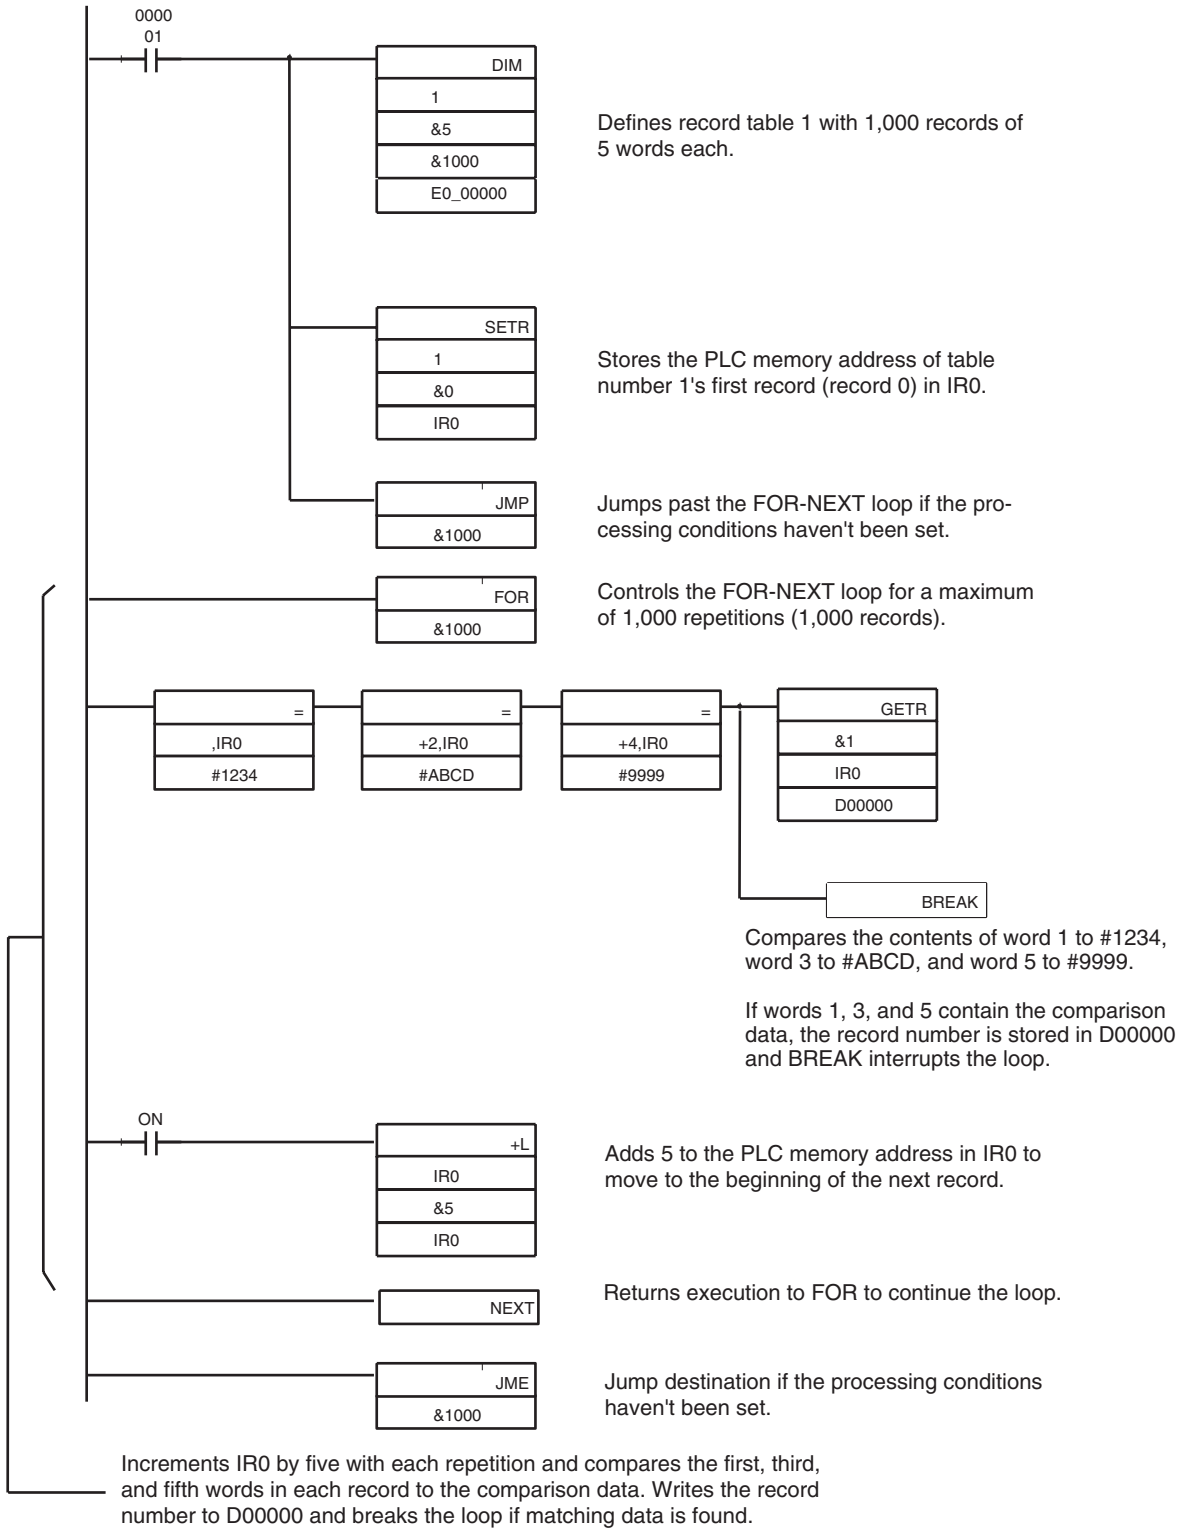 0000
01
DIM
1
&5
&1000
E0_00000
Defines record table 1 with 1,000 records of
5 words each.
SETR
1
&0
IR0
Stores the PLC memory address of table
number 1's first record (record 0) in IR0.
JMP
&1000
Jumps past the FOR-NEXT loop if the pro-
cessing conditions haven't been set.
FOR
&1000
Controls the FOR-NEXT loop for a maximum
of 1,000 repetitions (1,000 records).
=
,IR0
#1234
=
+2,IR0
#ABCD
=
+4,IR0
#9999
GETR
&1
IR0
D00000
BREAK
Compares the contents of word 1 to #1234,
word 3 to #ABCD, and word 5 to #9999.
If words 1, 3, and 5 contain the comparison
data, the record number is stored in D00000
and BREAK interrupts the loop.
ON
+L
IR0
&5
IR0
Adds 5 to the PLC memory address in IR0 to
move to the beginning of the next record.
NEXT
Returns execution to FOR to continue the loop.
JME
&1000
Jump destination if the processing conditions
haven't been set.
Increments IR0 by five with each repetition and compares the first, third,
and fifth words in each record to the comparison data. Writes the record
number to D00000 and breaks the loop if matching data is found.